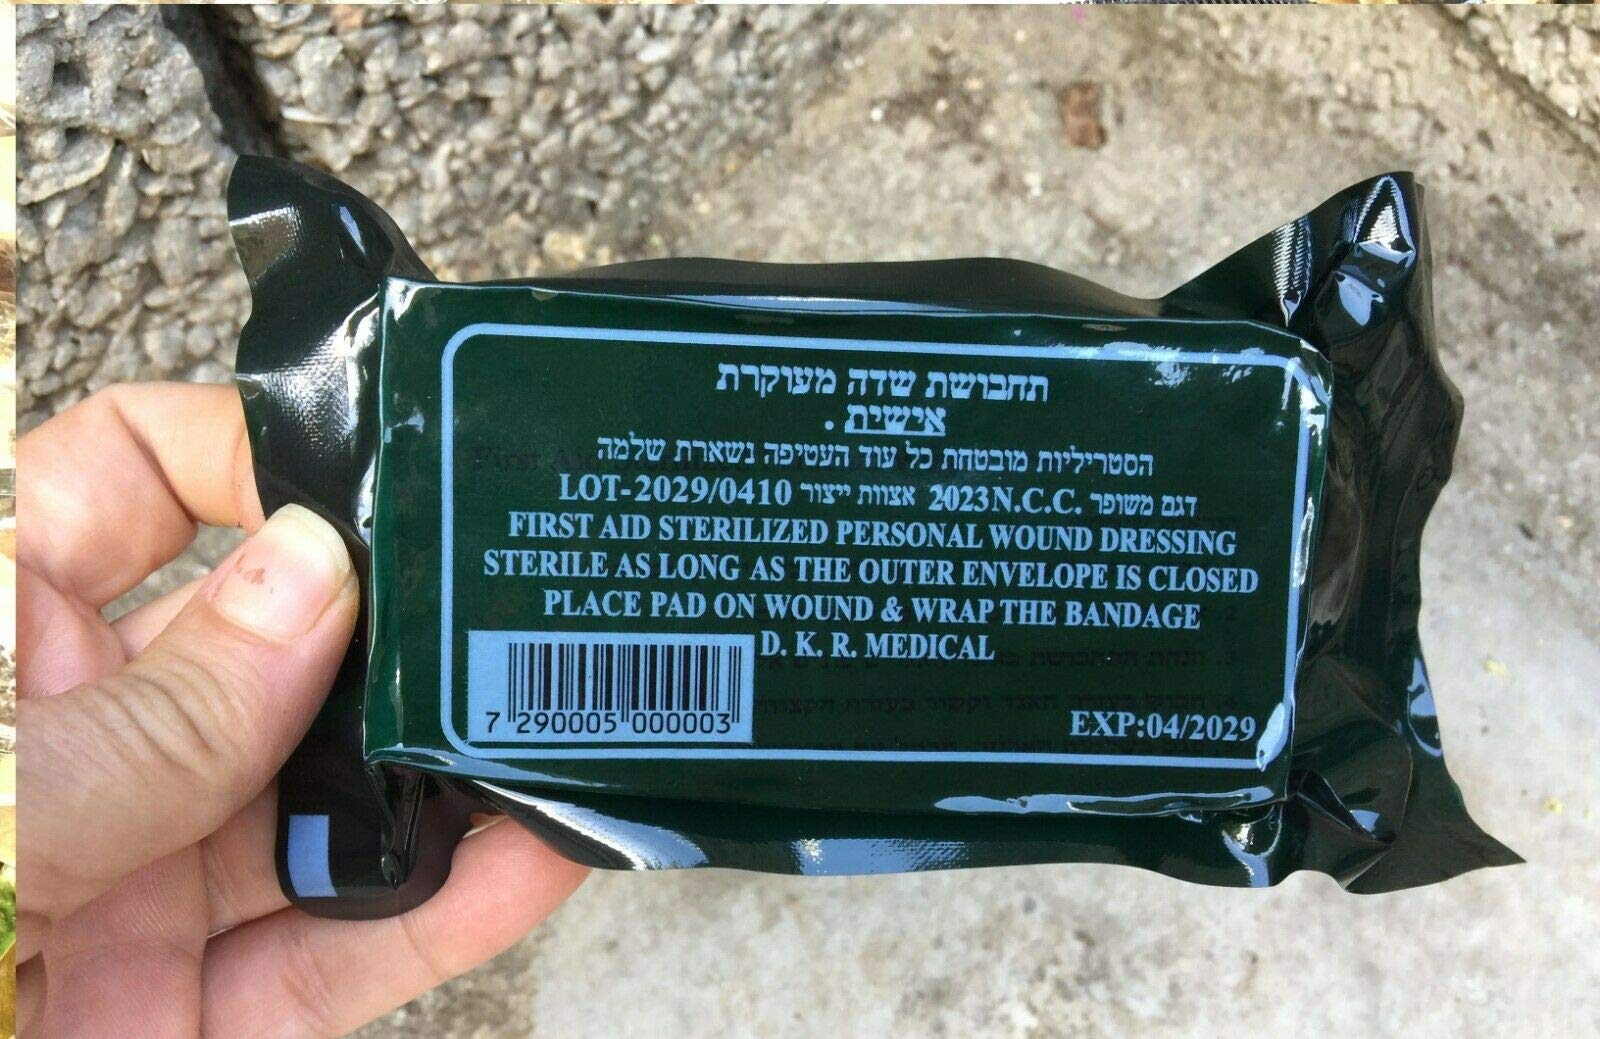 תחבושת שדה מעוקרת
אישית .
הסטריליות מובטחת כל עוד העטיפה נשארת שלמה
דגם משופר .2023N.C.C אצוות ייצור LOT-2029/0410
FIRST AID STERILIZED PERSONAL WOUND DRESSING
STERILE AS LONG AS THE OUTER ENVELOPE IS CLOSED
PLACE PAD ON WOUND & WRAP THE BANDAGE
D. K. R. MEDICAL
7 290005 000003
EXP:04/2029